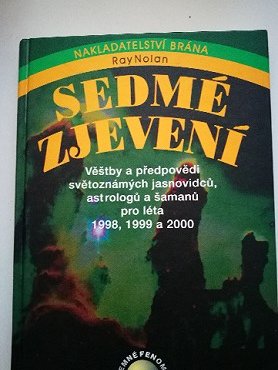 NAKLADATELSTVÍ BRÁNA
Ray Nolan
SEDMÉ
ZJEVENÍ
Věštby a předpovědi
světoznámých jasnovidců,
astrologů a šamanů
pro léta
1998, 1999 a 2000